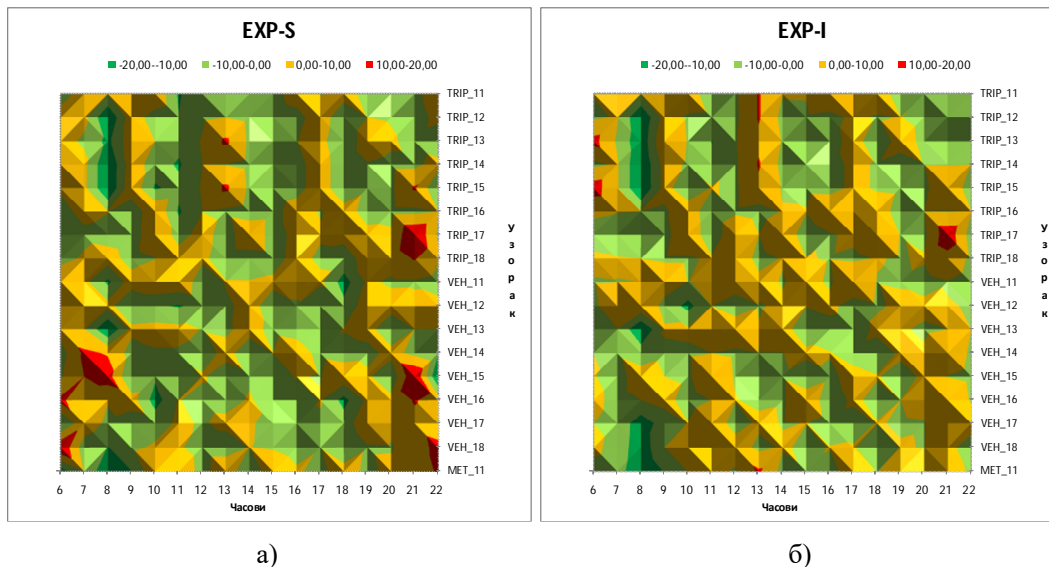 EXP-S
-20,00--10,00 -10,00-0,00 0,00-10,00 10,00-20,00
TRIP_11
TRIP_12
TRIP_13
TRIP_14
TRIP_15
TRIP_16
TRIP_17
TRIP_18
VEH_11
VEH_12
VEH_13
VEH_14
VEH_15
VEH_16
VEH_17
VEH_18
MET_11
Узорак
6 7 8 9 10 11 12 13 14 15 16 17 18 19 20 21 22
Часови
а)
EXP-I
-20,00--10,00 -10,00-0,00 0,00-10,00 10,00-20,00
TRIP_11
TRIP_12
TRIP_13
TRIP_14
TRIP_15
TRIP_16
TRIP_17
TRIP_18
VEH_11
VEH_12
VEH_13
VEH_14
VEH_15
VEH_16
VEH_17
VEH_18
MET_11
Узорак
6 7 8 9 10 11 12 13 14 15 16 17 18 19 20 21 22
Часови
б)